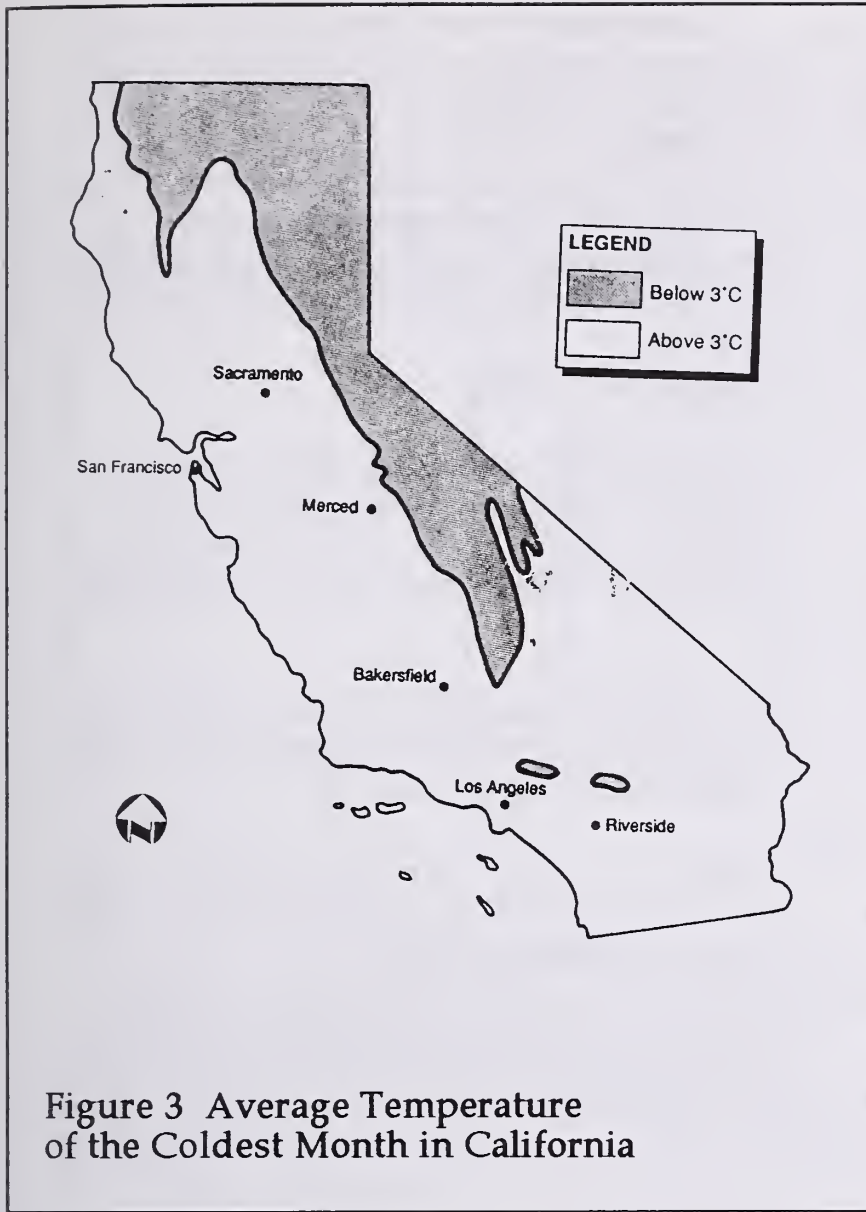 LEGEND
Below 3°C
Above 3°C
Sacramento
San Francisco
Merced
Bakersfield
Los Angeles
Riverside
N
Figure 3 Average Temperature
of the Coldest Month in California